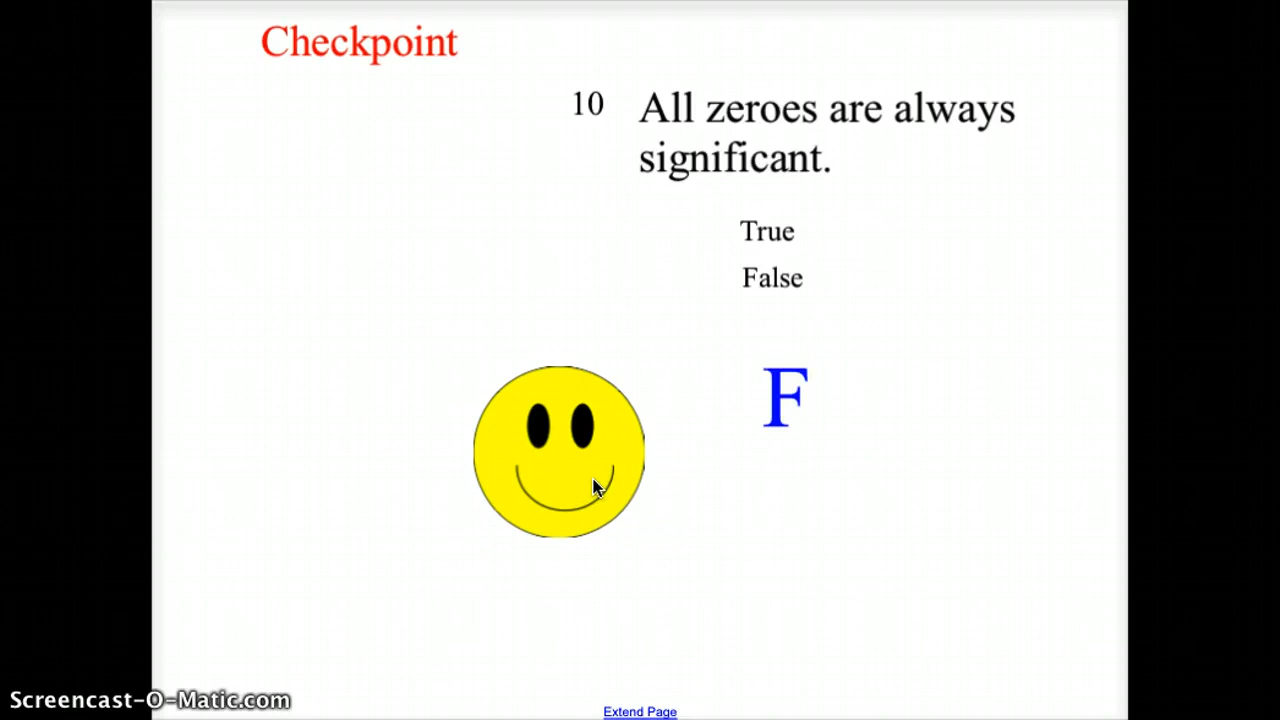 Checkpoint
10 All zeroes are always
significant.
True
False
F
Screencast-O-Matic.com
Extend Page